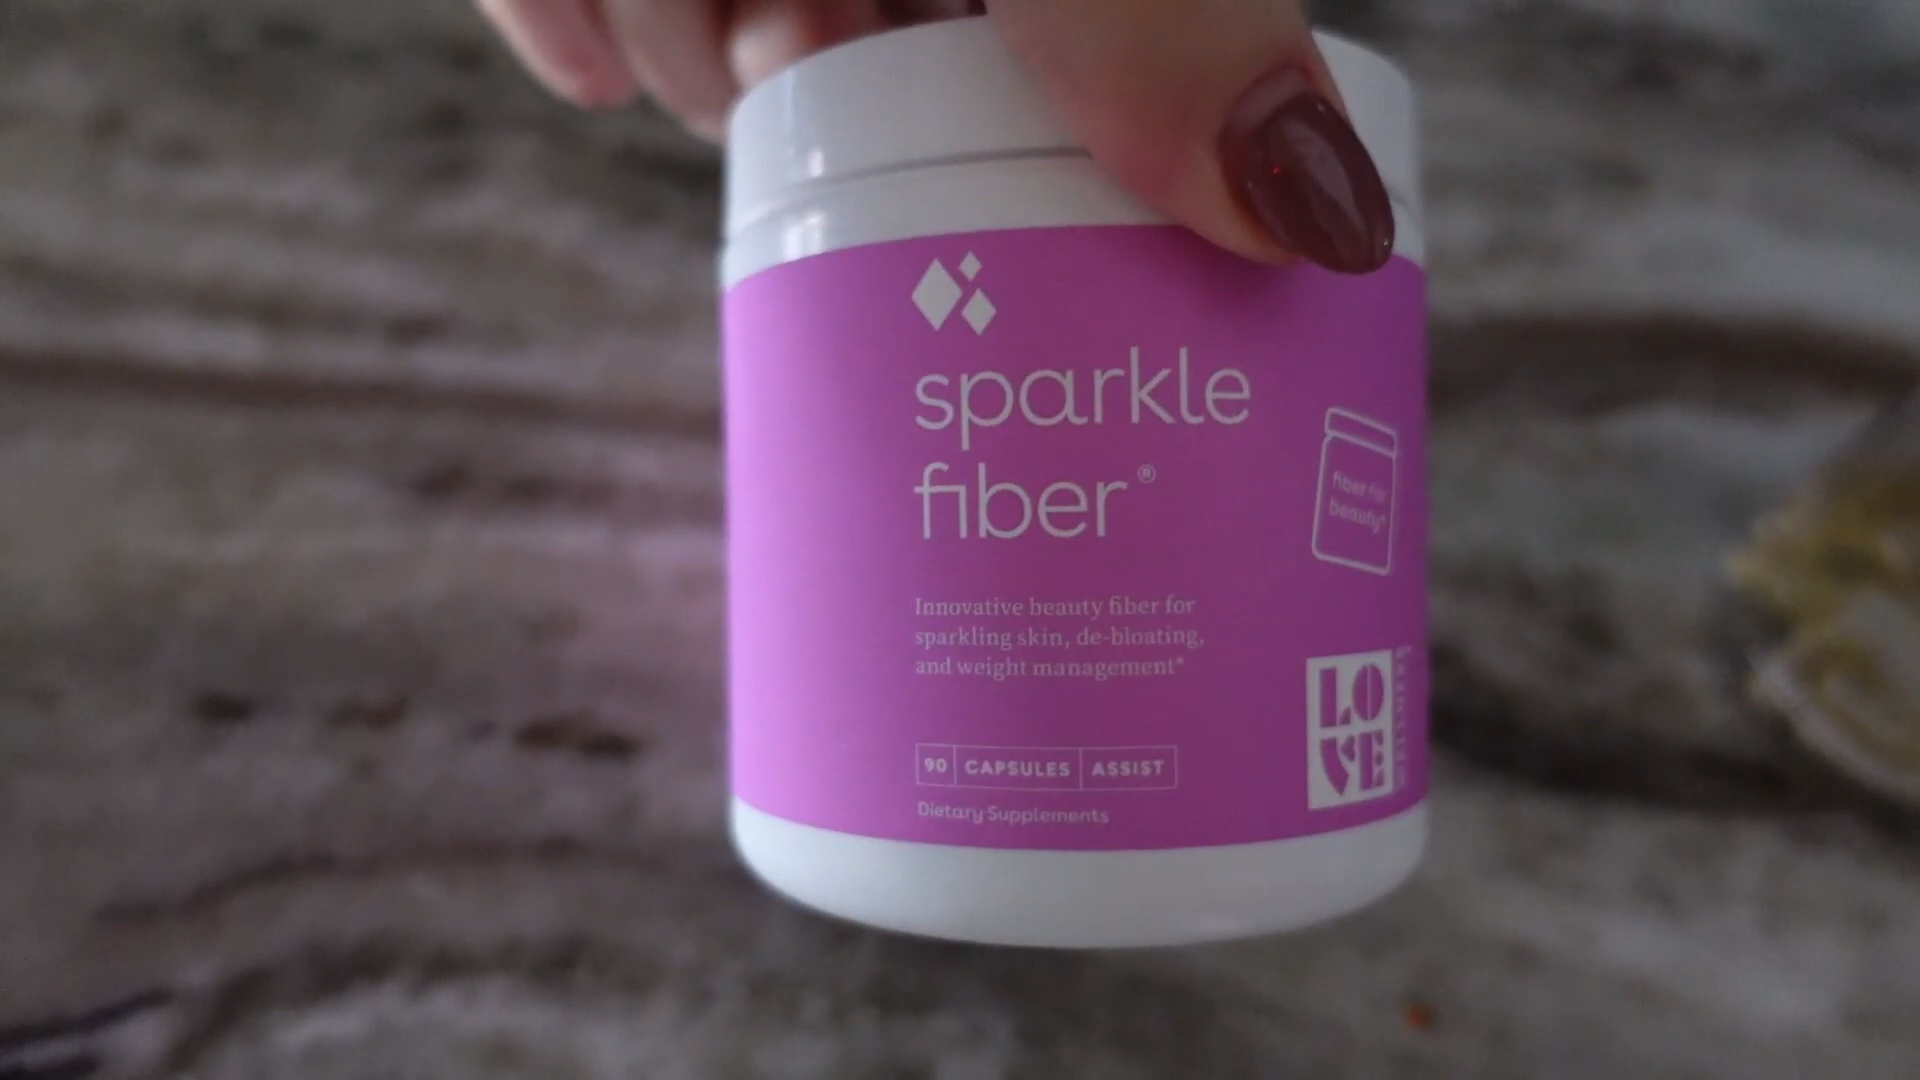 sparkle
fiber®
fiber for
beauty*
Innovative beauty fiber for
sparkling skin, de-bloating,
and weight management*
LO
VE
WELLNESS
90 CAPSULES ASSIST
Dietary Supplements